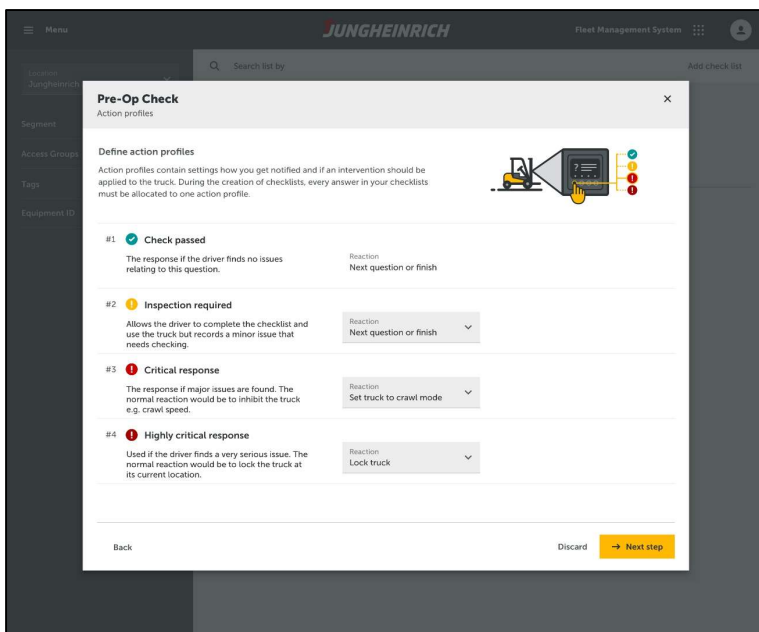 Menu
JUNGHEINRICH
Fleet Management System
Location
Jungheinrich
Search list by
Add check list
Segment
Access Groups
Tags
Equipment ID
Pre-Op Check
Action profiles
Define action profiles
Action profiles contain settings how you get notified and if
an intervention should be
applied to the truck. During the creation of checklists, every
answer in your checklists
must be allocated to one action profile.
?
#1 Check passed
The response if the driver finds no issues
relating to this question.
Reaction
Next question or finish
#2 Inspection required
Allows the driver to complete the checklist and
use the truck but records a minor issue that
needs checking.
Reaction
Next question or finish
#3 Critical response
The response if major issues are found. The
normal reaction would be to inhibit the truck
e.g. crawl speed.
Reaction
Set truck to crawl mode
#4 Highly critical response
Used if the driver finds a very serious issue. The
normal reaction would be to lock the truck at
its current location.
Reaction
Lock truck
Back
Discard
→ Next step